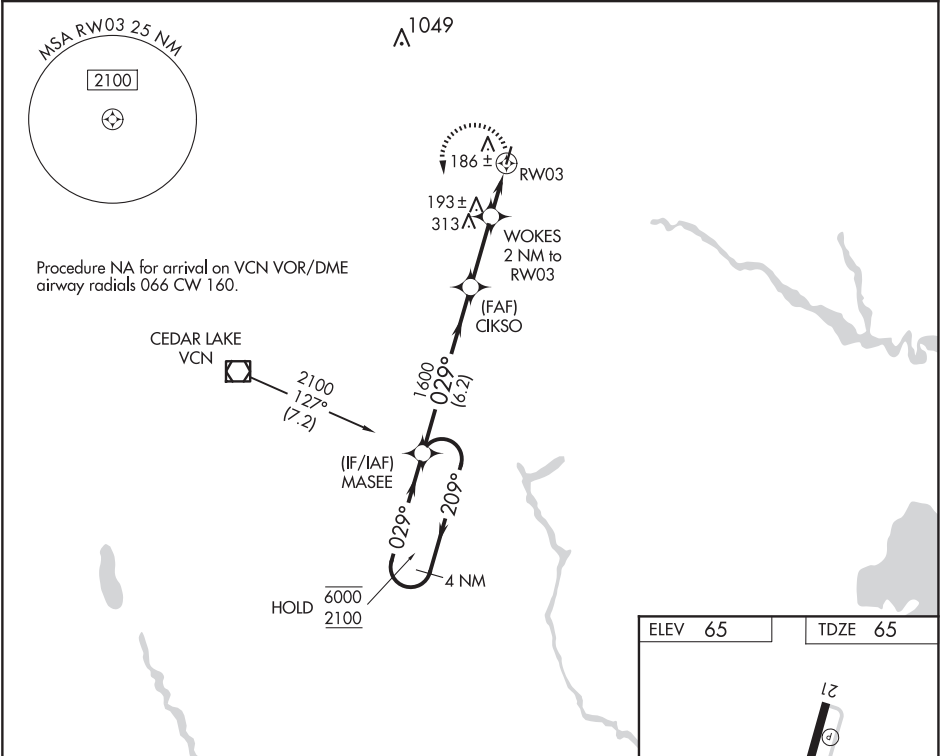 MSA RW03 25 NM
2100
1049
186 ±
RW03
193 ±
313
WOKES
2 NM to
RW03
Procedure NA for arrival on VCN VOR/DME
airway radials 066 CW 160.
(FAF)
CIKSO
CEDAR LAKE
VCN
2100
127°
(7.2)
1600
029°
(6.2)
(IF/IAF)
MASEE
029°
209°
4 NM
HOLD
6000
2100
ELEV 65
TDZE 65
21
P